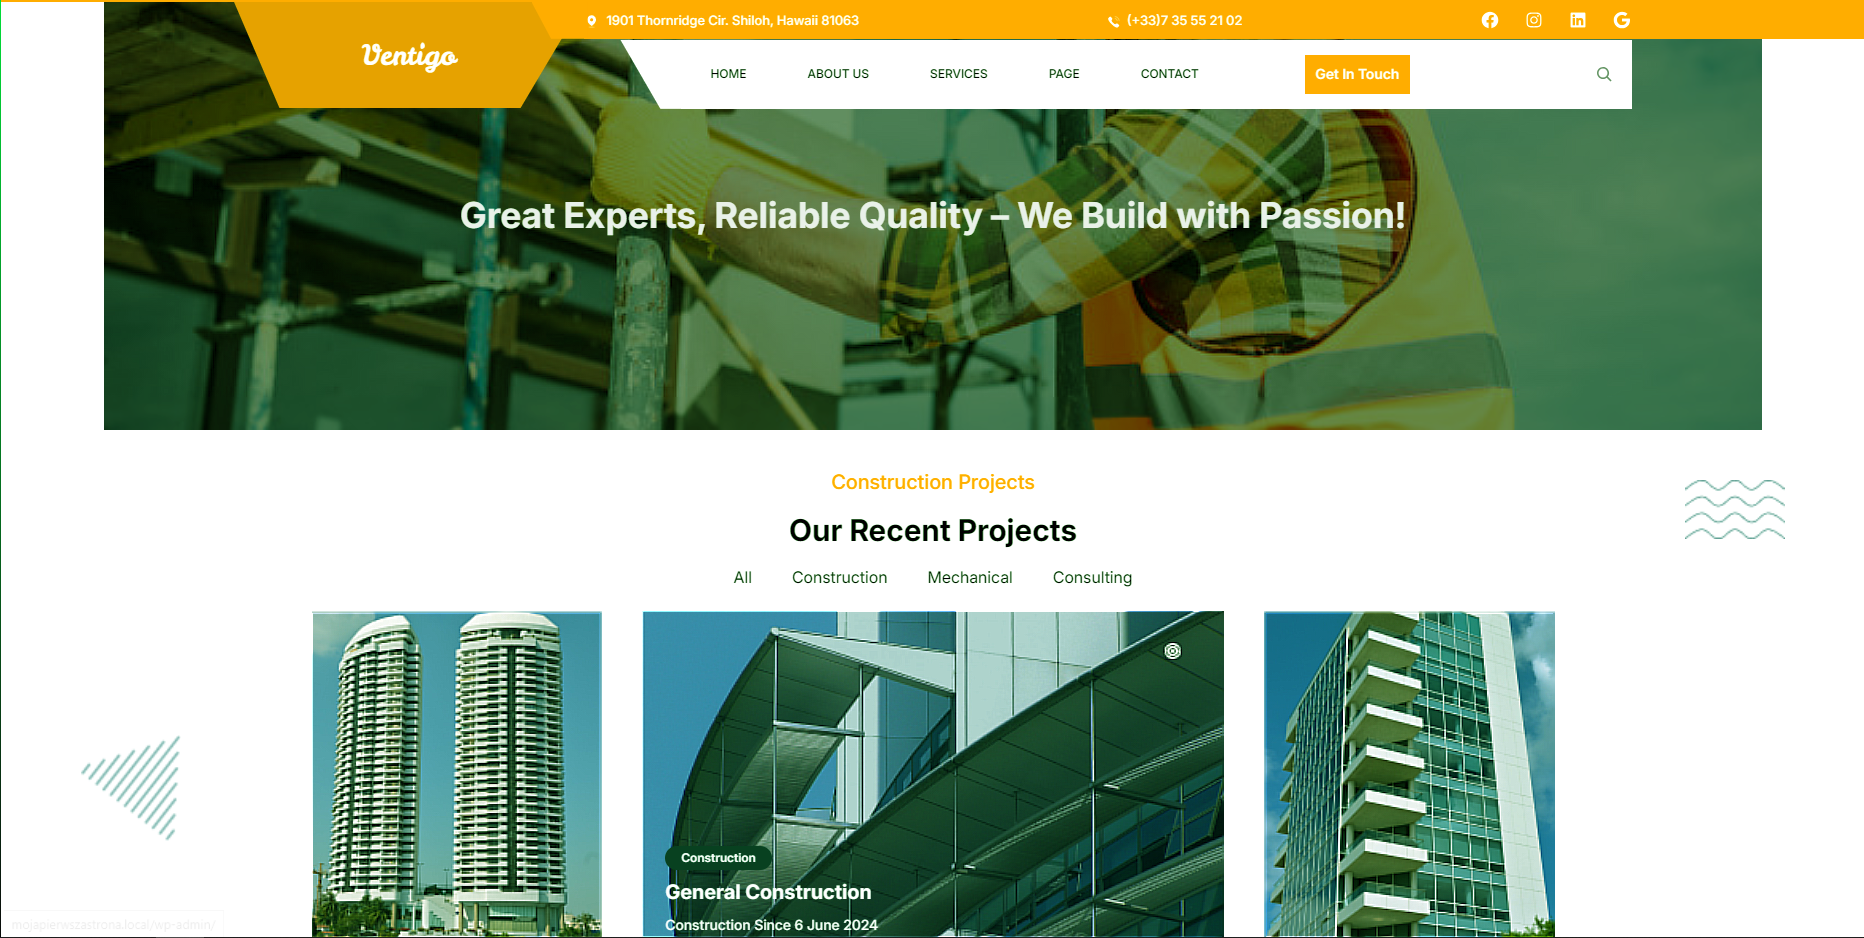 1901 Thornridge Cir. Shiloh, Hawaii 81063
(+33)7 35 55 21 02
Ventigo
HOME
ABOUT US
SERVICES
PAGE
CONTACT
Get In Touch
Great Experts, Reliable Quality – We Build with Passion!
Construction Projects
Our Recent Projects
All
Construction
Mechanical
Consulting
Construction
General Construction
Construction Since 6 June 2024
mojapierwszastrona.local/wp-admin/